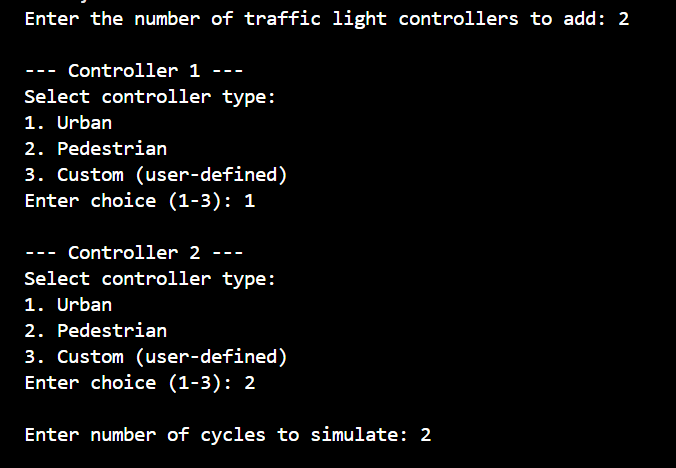 Enter the number of traffic light controllers to add: 2
--- Controller 1 ---
Select controller type:
1. Urban
2. Pedestrian
3. Custom (user-defined)
Enter choice (1-3): 1
--- Controller 2 ---
Select controller type:
1. Urban
2. Pedestrian
3. Custom (user-defined)
Enter choice (1-3): 2
Enter number of cycles to simulate: 2